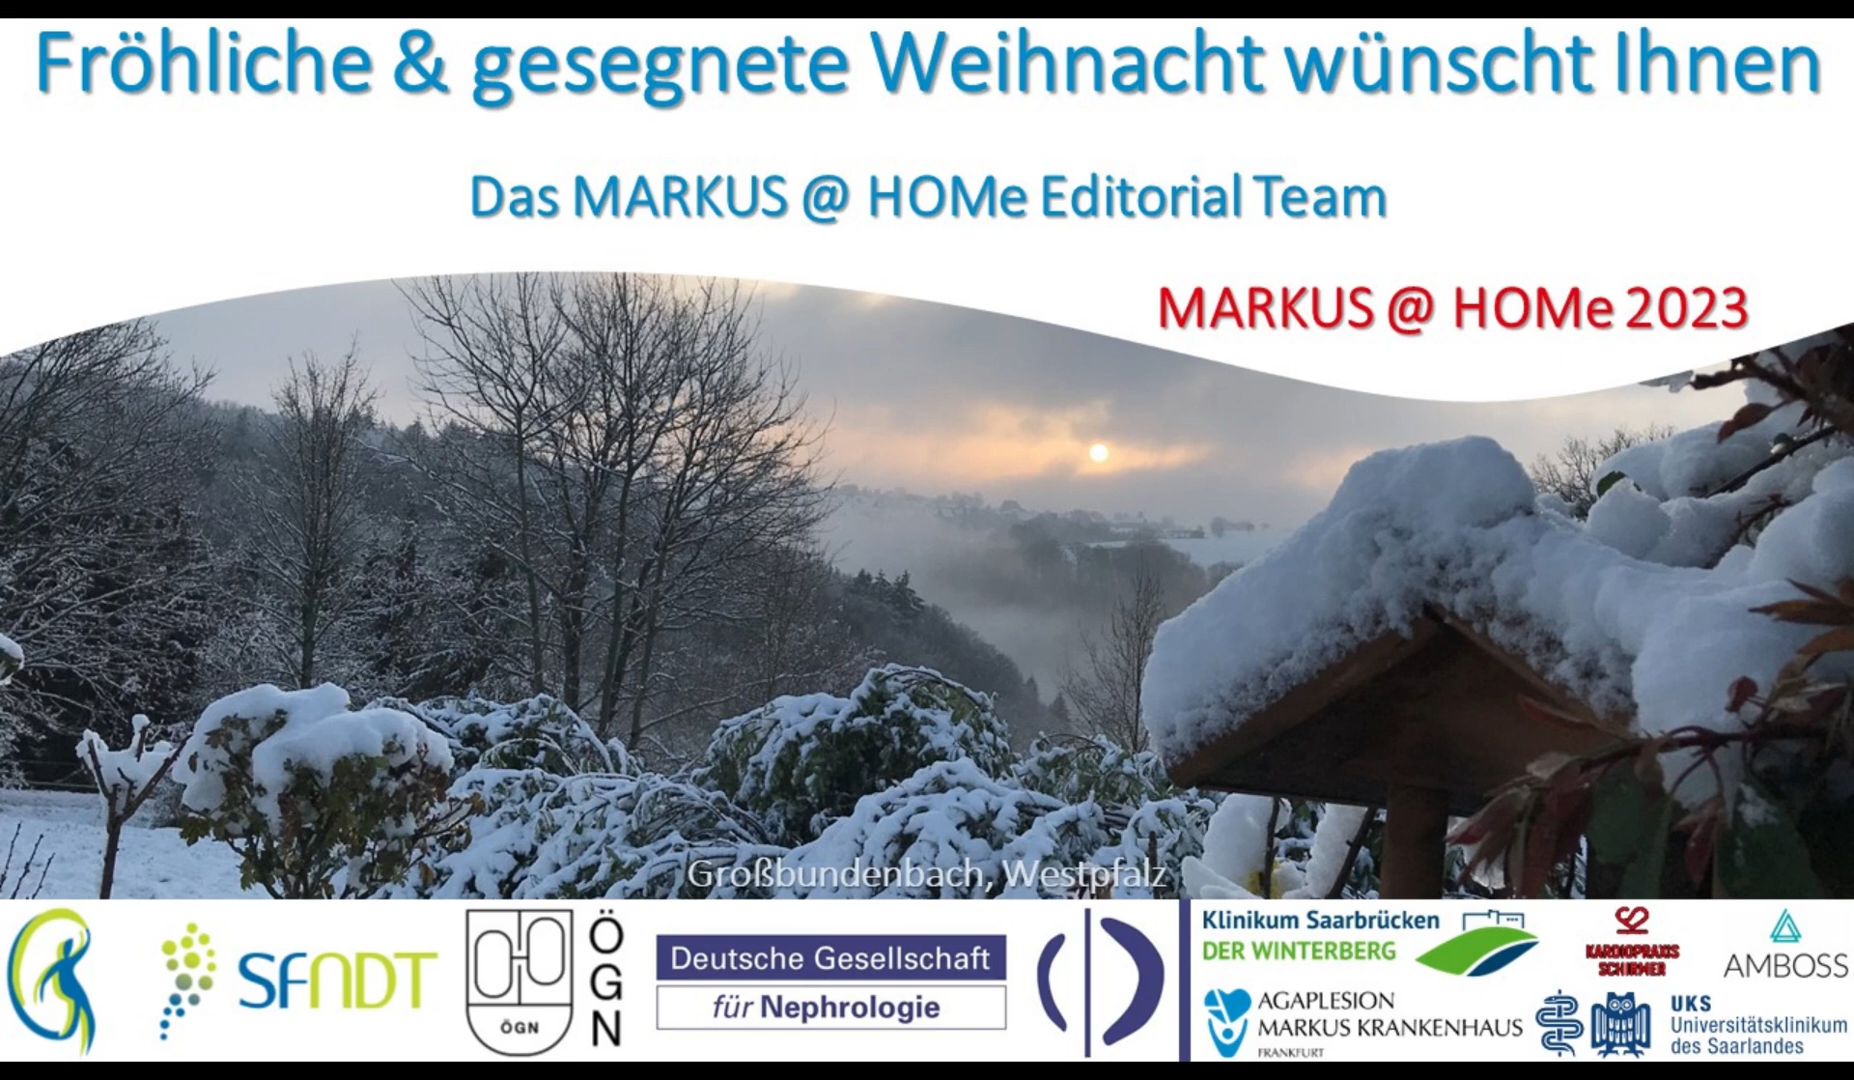 Fröhliche & gesegnete Weihnacht wünscht Ihnen
Das MARKUS @ HOMe Editorial Team
MARKUS @ HOMe 2023
Großbundenbach, Westpfalz
SFNDT
ÖGN
ÖGN
Deutsche Gesellschaft
für Nephrologie
Klinikum Saarbrücken
DER WINTERBERG
KARDIOPRAXIS
SCHIRMER
AMBOSS
AGAPLESION
MARKUS KRANKENHAUS
FRANKFURT
UKS
Universitätsklinikum
des Saarlandes